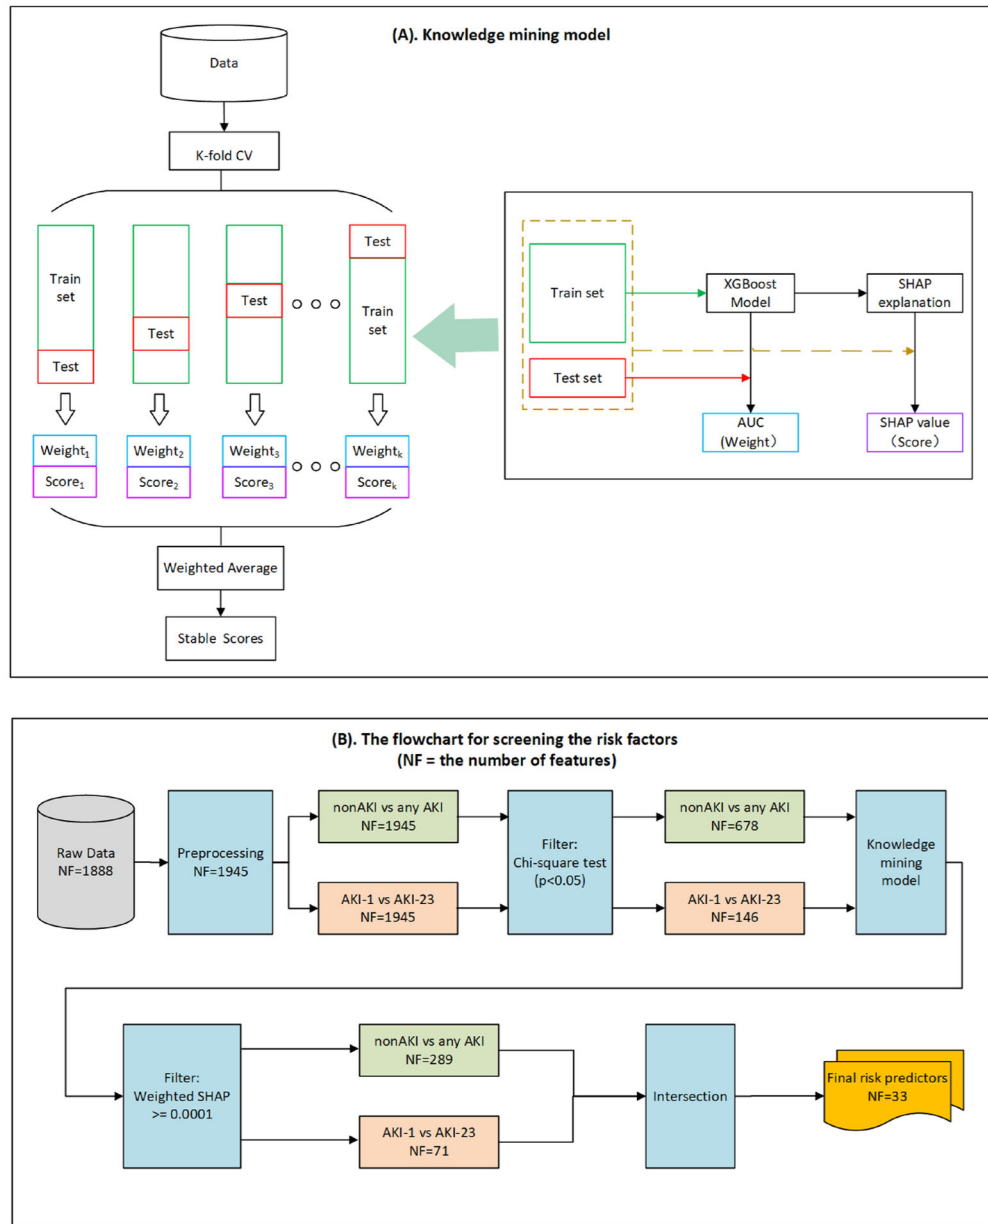 (A). Knowledge mining model
Data
K-fold CV
Train
set
Test
Test
Test
Test
Train
set
Weight₁
Score₁
Weight₂
Score₂
Weight₃
Score₃
Weightₖ
Scoreₖ
Weighted Average
Stable Scores
Train set
Test set
XGBoost
Model
SHAP
explanation
AUC
(Weight）
SHAP value
（Score）
(B). The flowchart for screening the risk factors
(NF = the number of features)
Raw Data
NF=1888
Preprocessing
NF=1945
nonAKI vs any AKI
NF=1945
AKI-1 vs AKI-23
NF=1945
Filter:
Chi-square test
(p<0.05)
nonAKI vs any AKI
NF=678
AKI-1 vs AKI-23
NF=146
Knowledge
mining
model
Filter:
Weighted SHAP
>= 0.0001
nonAKI vs any AKI
NF=289
AKI-1 vs AKI-23
NF=71
Intersection
Final risk predictors
NF=33